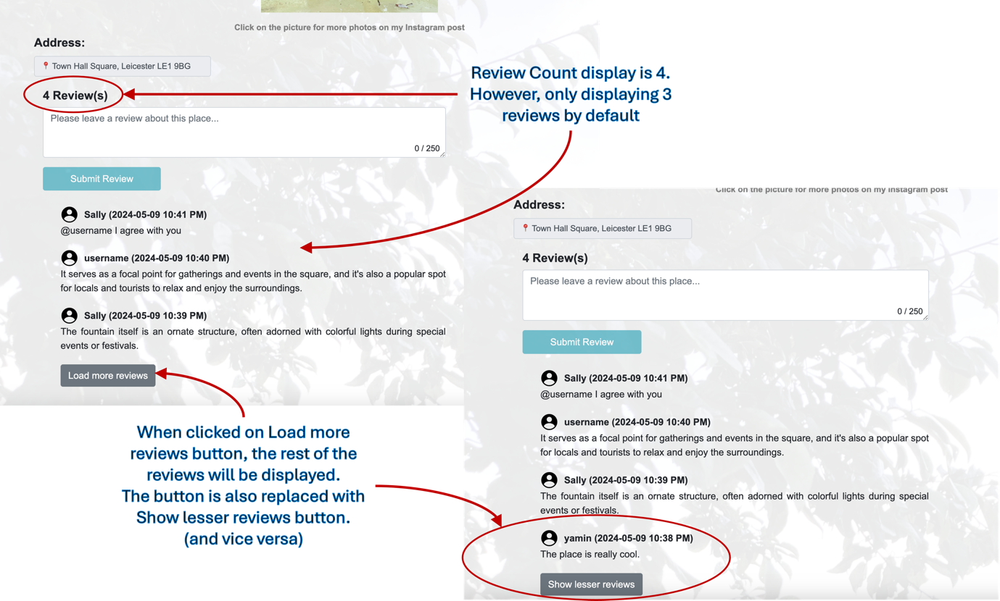 Click on the picture for more photos on my Instagram post
Address:
📍 Town Hall Square, Leicester LE1 9BG
4 Review(s)
Please leave a review about this place...
0 / 250
Submit Review
Sally (2024-05-09 10:41 PM)
@username I agree with you
username (2024-05-09 10:40 PM)
It serves as a focal point for gatherings and events in the square, and it's also a popular spot
for locals and tourists to relax and enjoy the surroundings.
Sally (2024-05-09 10:39 PM)
The fountain itself is an ornate structure, often adorned with colorful lights during special
events or festivals.
Load more reviews
Review Count display is 4.
However, only displaying 3
reviews by default
When clicked on Load more
reviews button, the rest of the
reviews will be displayed.
The button is also replaced with
Show lesser reviews button.
(and vice versa)
Click on the picture for more photos on my Instagram post
Address:
📍 Town Hall Square, Leicester LE1 9BG
4 Review(s)
Please leave a review about this place...
0 / 250
Submit Review
Sally (2024-05-09 10:41 PM)
@username I agree with you
username (2024-05-09 10:40 PM)
It serves as a focal point for gatherings and events in the square, and it's also a popular spot
for locals and tourists to relax and enjoy the surroundings.
Sally (2024-05-09 10:39 PM)
The fountain itself is an ornate structure, often adorned with colorful lights during special
events or festivals.
yamin (2024-05-09 10:38 PM)
The place is really cool.
Show lesser reviews